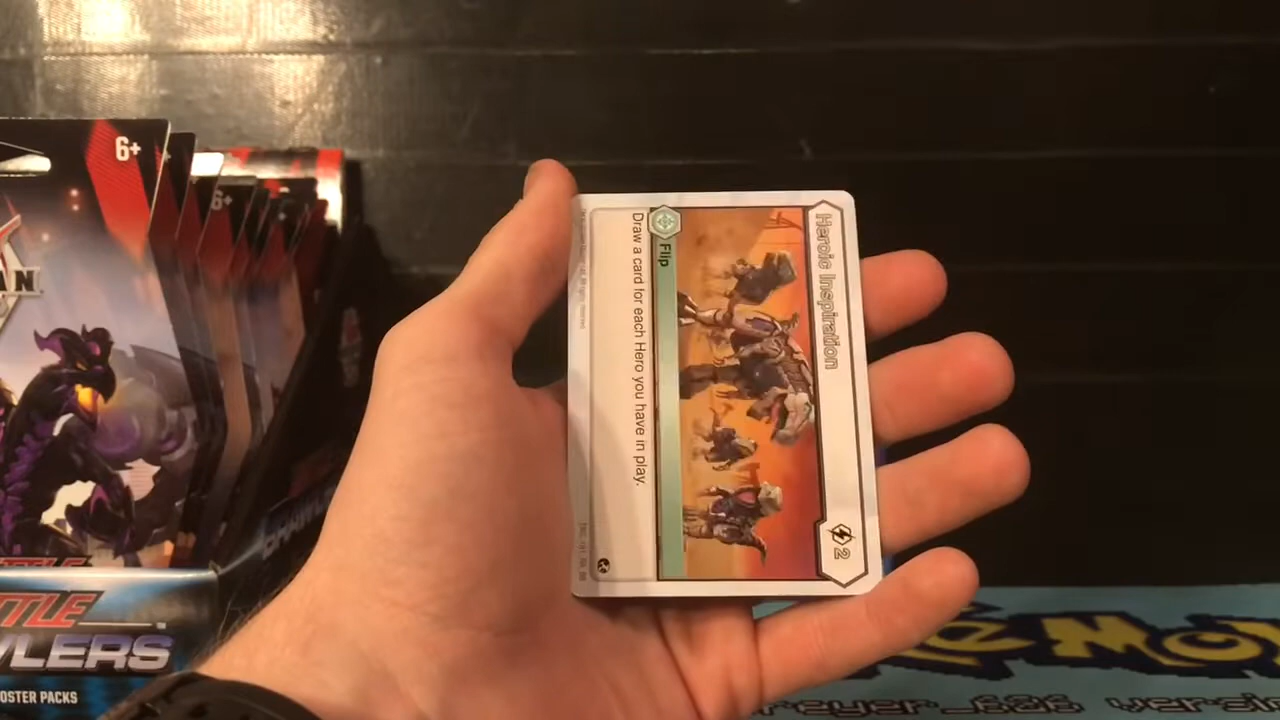 6+
6+
AN
TTLE
WLERS
OSTER PACKS
Heroic Inspiration
2
Flip
Draw a card for each Hero you have in play.